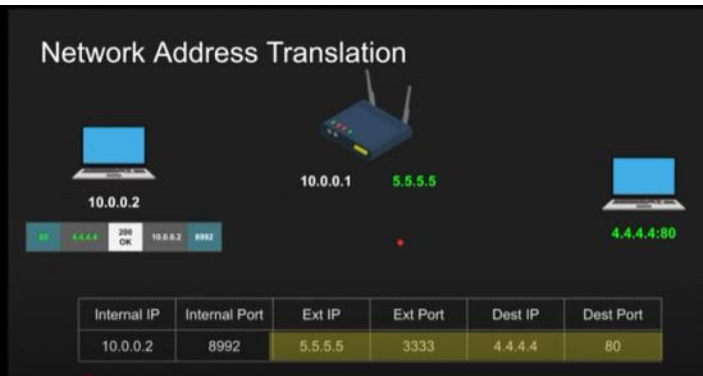 Network Address Translation
10.0.0.1 5.5.5.5
10.0.0.2
80 4.4.4.4 200 OK 10.0.0.2 8992
4.4.4.4:80
Internal IP Internal Port Ext IP Ext Port Dest IP Dest Port
10.0.0.2 8992 5.5.5.5 3333 4.4.4.4 80